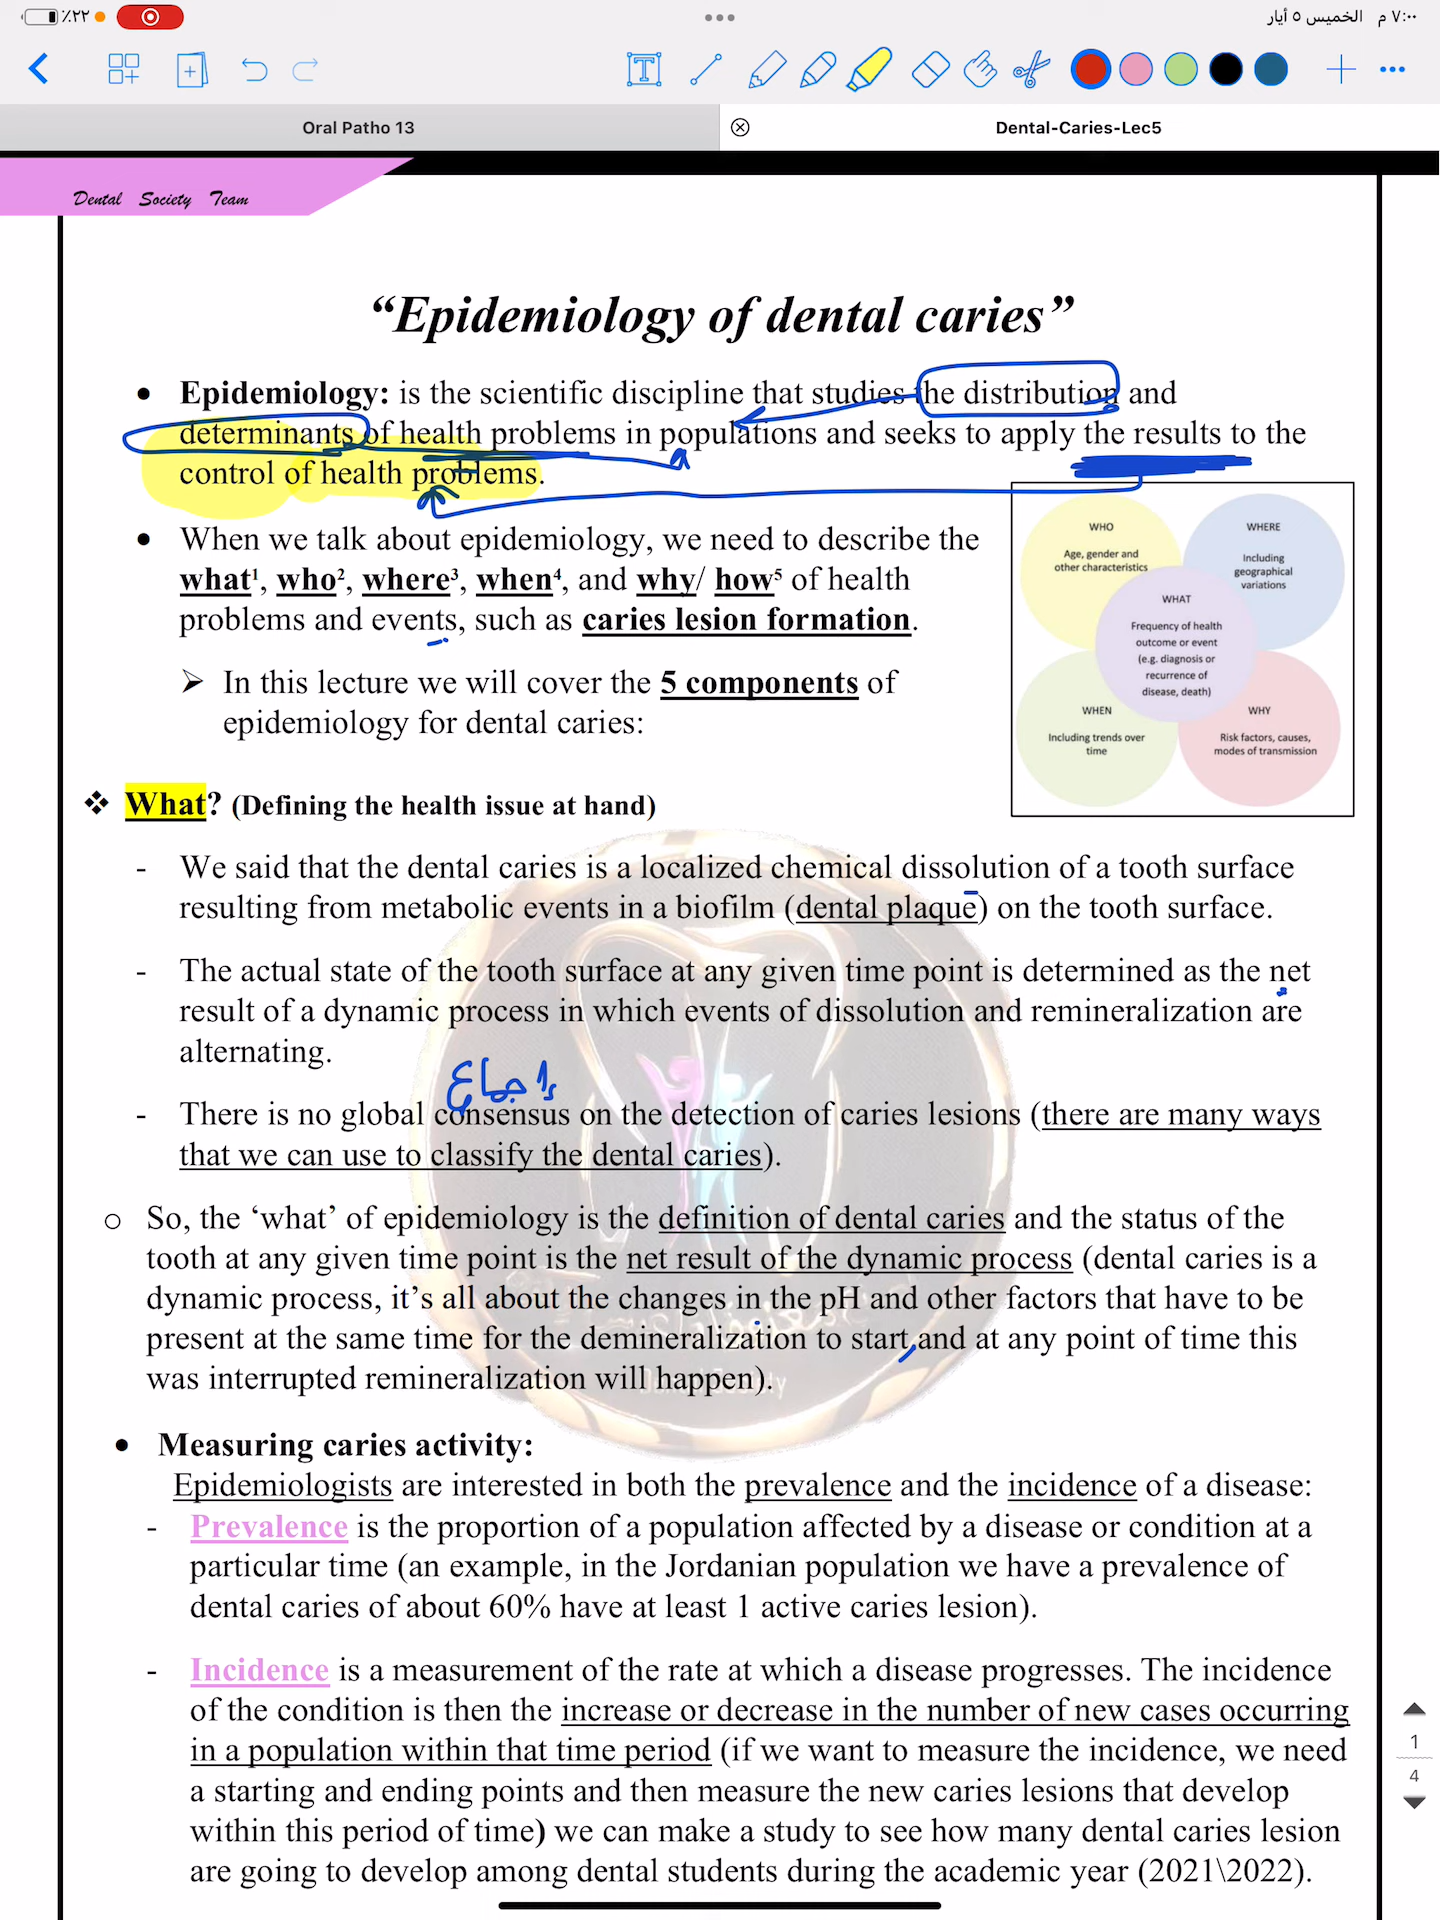 ٪٢٢
٧:٠٠ م الخميس ٥ أيار
Oral Patho 13
Dental-Caries-Lec5
Dental Society Team
“Epidemiology of dental caries”
• Epidemiology: is the scientific discipline that studies the distribution and
determinants of health problems in populations and seeks to apply the results to the
control of health problems.
• When we talk about epidemiology, we need to describe the
what¹, who², where³, when⁴, and why/ how⁵ of health
problems and events, such as caries lesion formation.
➢ In this lecture we will cover the 5 components of
epidemiology for dental caries:
WHO
Age, gender and
other characteristics
WHERE
Including
geographical
variations
WHAT
Frequency of health
outcome or event
(e.g. diagnosis or
recurrence of
disease, death)
WHEN
Including trends over
time
WHY
Risk factors, causes,
modes of transmission
❖ What? (Defining the health issue at hand)
- We said that the dental caries is a localized chemical dissolution of a tooth surface
resulting from metabolic events in a biofilm (dental plaque) on the tooth surface.
- The actual state of the tooth surface at any given time point is determined as the net
result of a dynamic process in which events of dissolution and remineralization are
alternating.
إجماع
- There is no global consensus on the detection of caries lesions (there are many ways
that we can use to classify the dental caries).
o So, the ‘what’ of epidemiology is the definition of dental caries and the status of the
tooth at any given time point is the net result of the dynamic process (dental caries is a
dynamic process, it’s all about the changes in the pH and other factors that have to be
present at the same time for the demineralization to start, and at any point of time this
was interrupted remineralization will happen).
• Measuring caries activity:
Epidemiologists are interested in both the prevalence and the incidence of a disease:
- Prevalence is the proportion of a population affected by a disease or condition at a
particular time (an example, in the Jordanian population we have a prevalence of
dental caries of about 60% have at least 1 active caries lesion).
- Incidence is a measurement of the rate at which a disease progresses. The incidence
of the condition is then the increase or decrease in the number of new cases occurring
in a population within that time period (if we want to measure the incidence, we need
a starting and ending points and then measure the new caries lesions that develop
within this period of time) we can make a study to see how many dental caries lesion
are going to develop among dental students during the academic year (2021\2022).
1
4